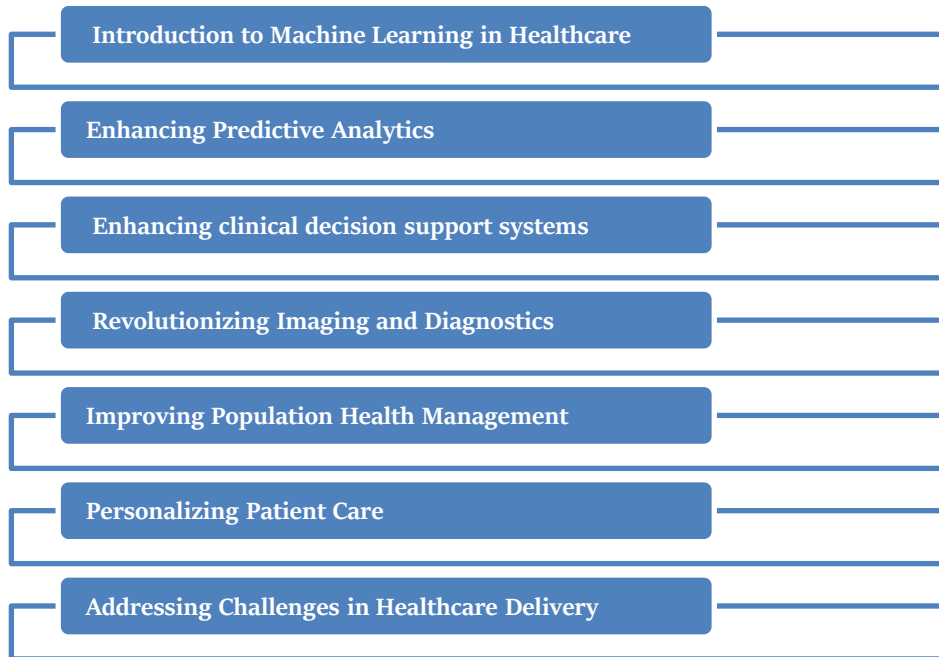 Introduction to Machine Learning in Healthcare
Enhancing Predictive Analytics
Enhancing clinical decision support systems
Revolutionizing Imaging and Diagnostics
Improving Population Health Management
Personalizing Patient Care
Addressing Challenges in Healthcare Delivery